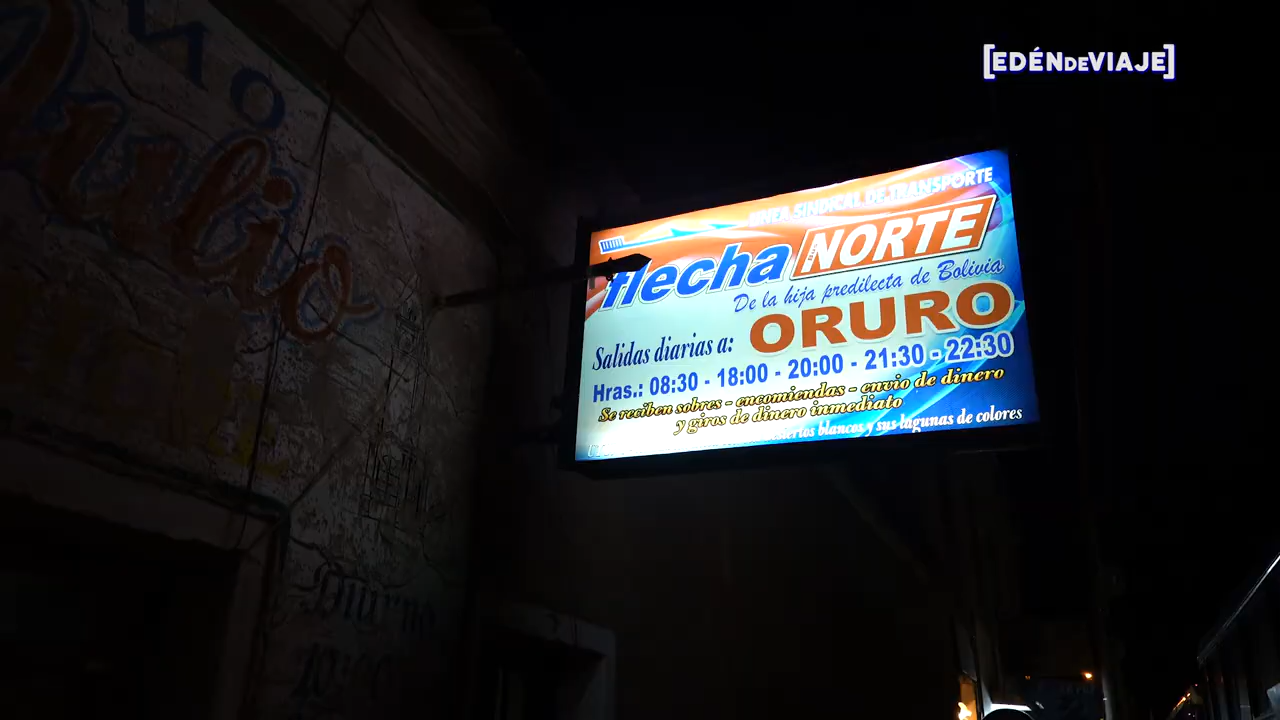 [EDÉNDEVIAJE]
LINEA SINDICAL DE TRANSPORTE
flecha NORTE
De la hija predilecta de Bolivia
ORURO
Salidas diarias a:
Hras.: 08:30 - 18:00 - 20:00 - 21:30 - 22:30
Se reciben sobres - encomiendas - envio de dinero
y giros de dinero inmediato
desiertos blancos y sus lagunas de colores
Julio
Diurno